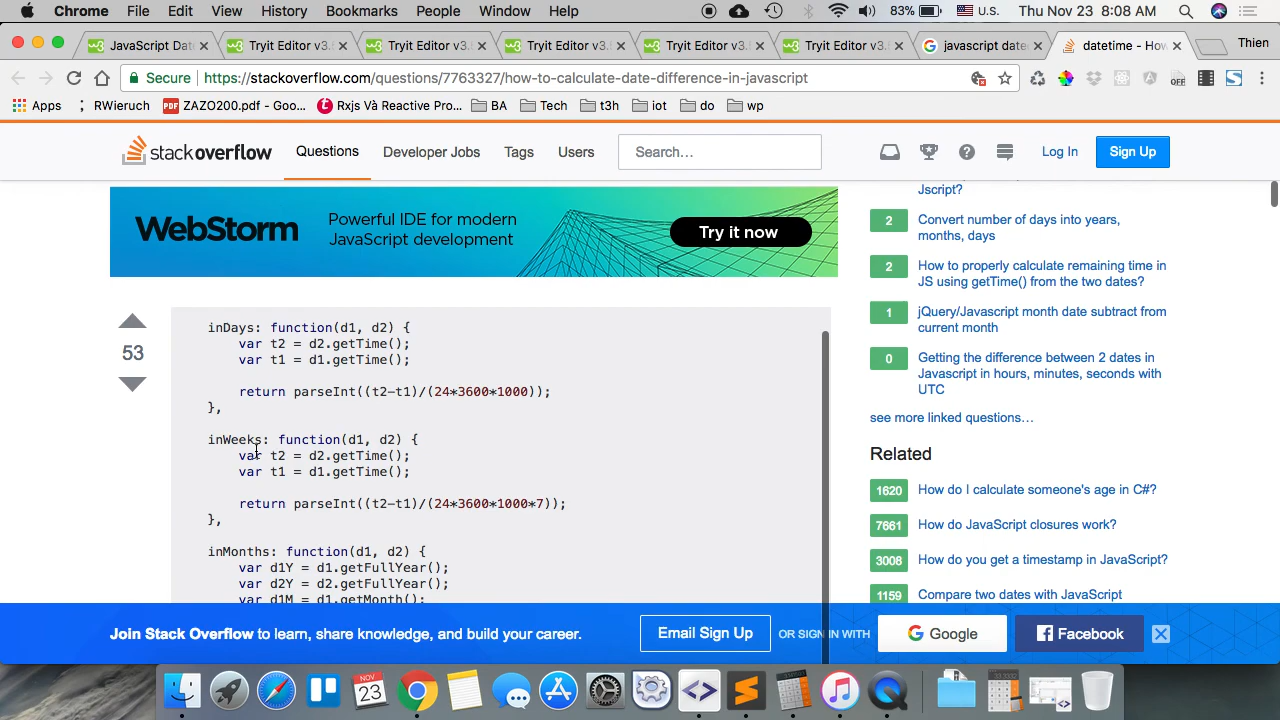 Chrome File Edit View History Bookmarks People Window Help 83% U.S. Thu Nov 23 8:08 AM
JavaScript Dat Tryit Editor v3.5 Tryit Editor v3.5 Tryit Editor v3.5 Tryit Editor v3.5 Tryit Editor v3.5 javascript date datetime - How Thien
Secure https://stackoverflow.com/questions/7763327/how-to-calculate-date-difference-in-javascript
Apps RWieruch ZAZO200.pdf - Goo... Rxjs Và Reactive Pro... BA Tech t3h iot do wp
stackoverflow Questions Developer Jobs Tags Users Search... Log In Sign Up
WebStorm
Powerful IDE for modern
JavaScript development
Try it now
53
inDays: function(d1, d2) {
var t2 = d2.getTime();
var t1 = d1.getTime();
return parseInt((t2-t1)/(24*3600*1000));
},
inWeeks: function(d1, d2) {
var t2 = d2.getTime();
var t1 = d1.getTime();
return parseInt((t2-t1)/(24*3600*1000*7));
},
inMonths: function(d1, d2) {
var d1Y = d1.getFullYear();
var d2Y = d2.getFullYear();
var d1M = d1.getMonth();
Jscript?
2 Convert number of days into years,
months, days
2 How to properly calculate remaining time in
JS using getTime() from the two dates?
1 jQuery/Javascript month date subtract from
current month
0 Getting the difference between 2 dates in
Javascript in hours, minutes, seconds with
UTC
see more linked questions…
Related
1620 How do I calculate someone's age in C#?
7661 How do JavaScript closures work?
3008 How do you get a timestamp in JavaScript?
1159 Compare two dates with JavaScript
Join Stack Overflow to learn, share knowledge, and build your career. Email Sign Up OR SIGN IN WITH Google Facebook
NOV
23